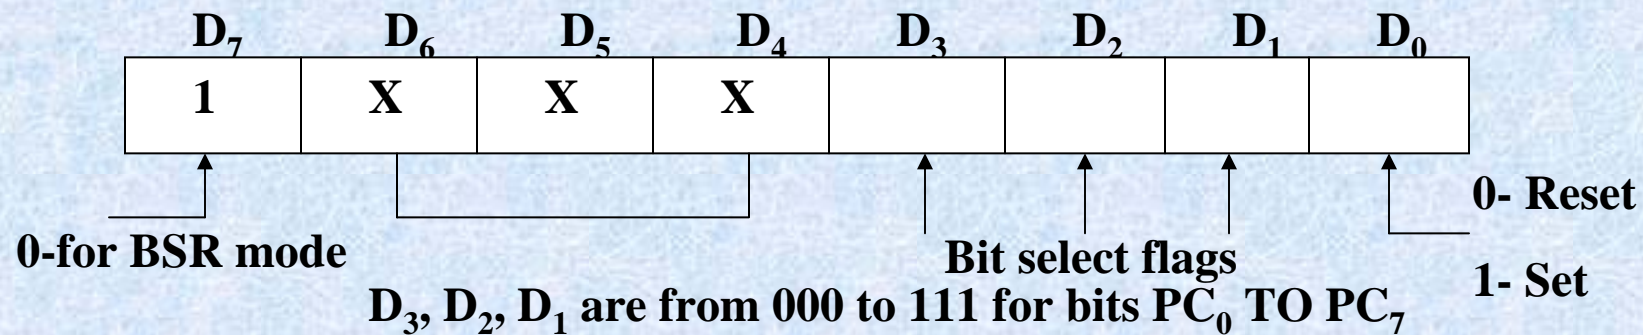 D₇ D₆ D₅ D₄ D₃ D₂ D₁ D₀
1 X X X
0- Reset
0-for BSR mode
Bit select flags
1- Set
D₃, D₂, D₁ are from 000 to 111 for bits PC₀ TO PC₇